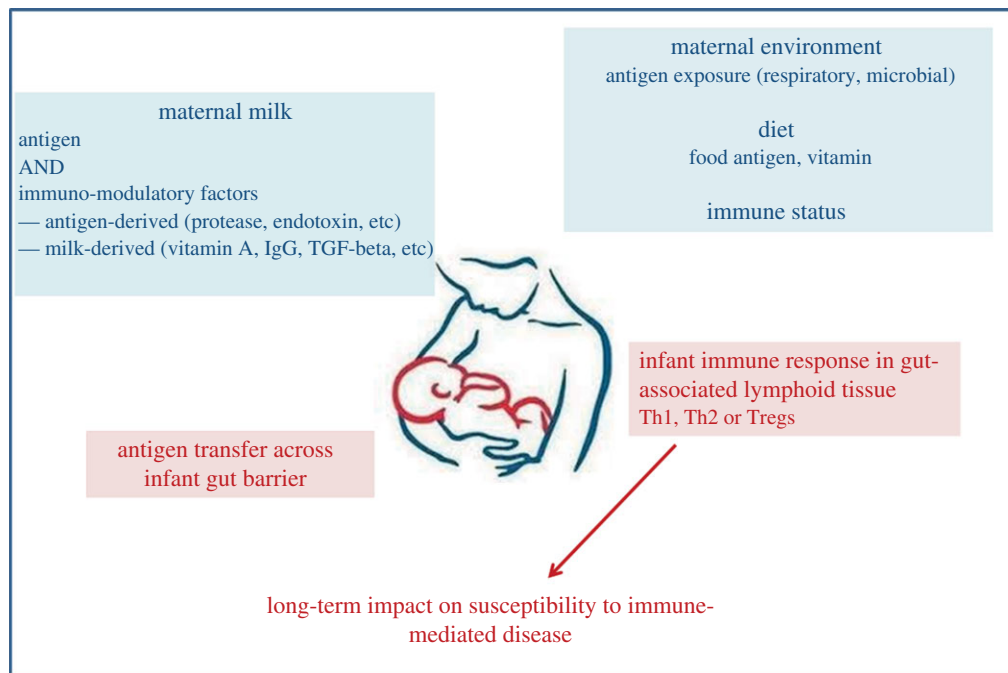 maternal environment
antigen exposure (respiratory, microbial)
diet
food antigen, vitamin
immune status
maternal milk
antigen
AND
immuno-modulatory factors
— antigen-derived (protease, endotoxin, etc)
— milk-derived (vitamin A, IgG, TGF-beta, etc)
infant immune response in gut-
associated lymphoid tissue
Th1, Th2 or Tregs
antigen transfer across
infant gut barrier
long-term impact on susceptibility to immune-
mediated disease